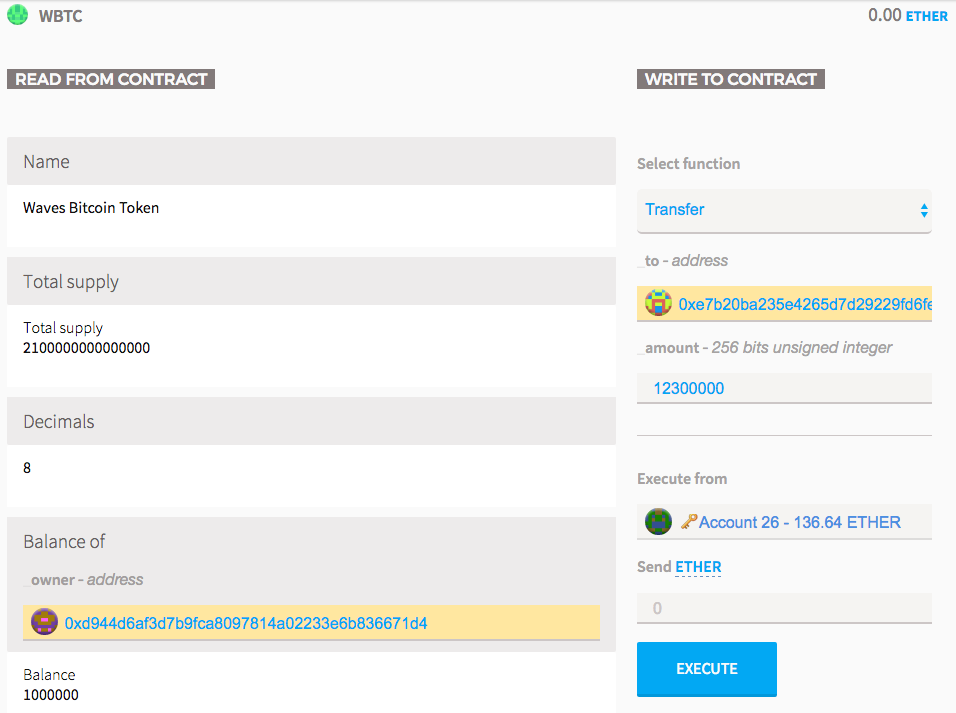 WBTC
0.00 ETHER
READ FROM CONTRACT
Name
Waves Bitcoin Token
Total supply
Total supply
2100000000000000
Decimals
8
Balance of
_owner - address
0xd944d6af3d7b9fca8097814a02233e6b836671d4
Balance
1000000
WRITE TO CONTRACT
Select function
Transfer
_to - address
0xe7b20ba235e4265d7d29229fd6fe
_amount - 256 bits unsigned integer
12300000
Execute from
Account 26 - 136.64 ETHER
Send ETHER
0
EXECUTE